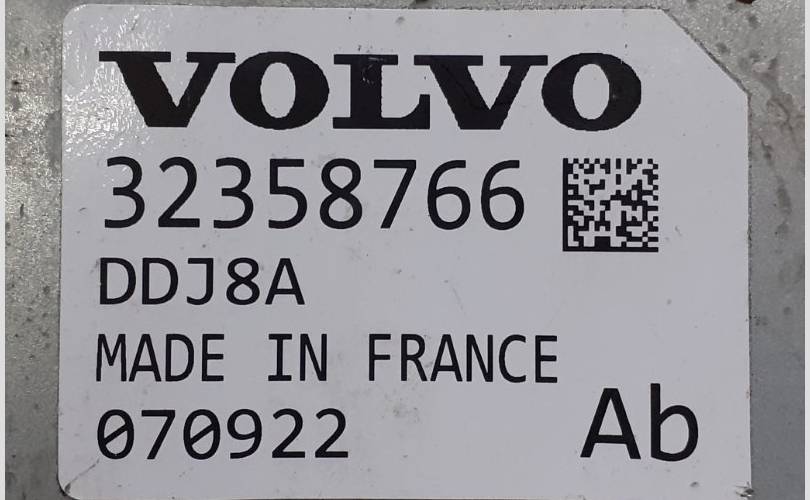 VOLVO
32358766
DDJ8A
MADE IN FRANCE
070922
Ab